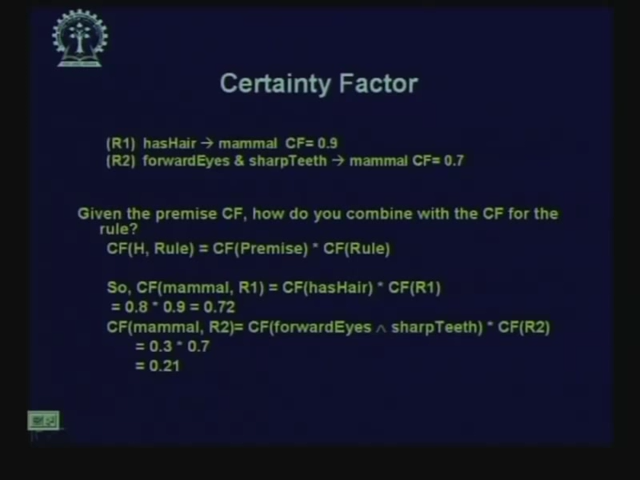 Certainty Factor
(R1) hasHair → mammal CF= 0.9
(R2) forwardEyes & sharpTeeth → mammal CF= 0.7
Given the premise CF, how do you combine with the CF for the
rule?
CF(H, Rule) = CF(Premise) * CF(Rule)
So, CF(mammal, R1) = CF(hasHair) * CF(R1)
= 0.8 * 0.9 = 0.72
CF(mammal, R2)= CF(forwardEyes ∧ sharpTeeth) * CF(R2)
= 0.3 * 0.7
= 0.21